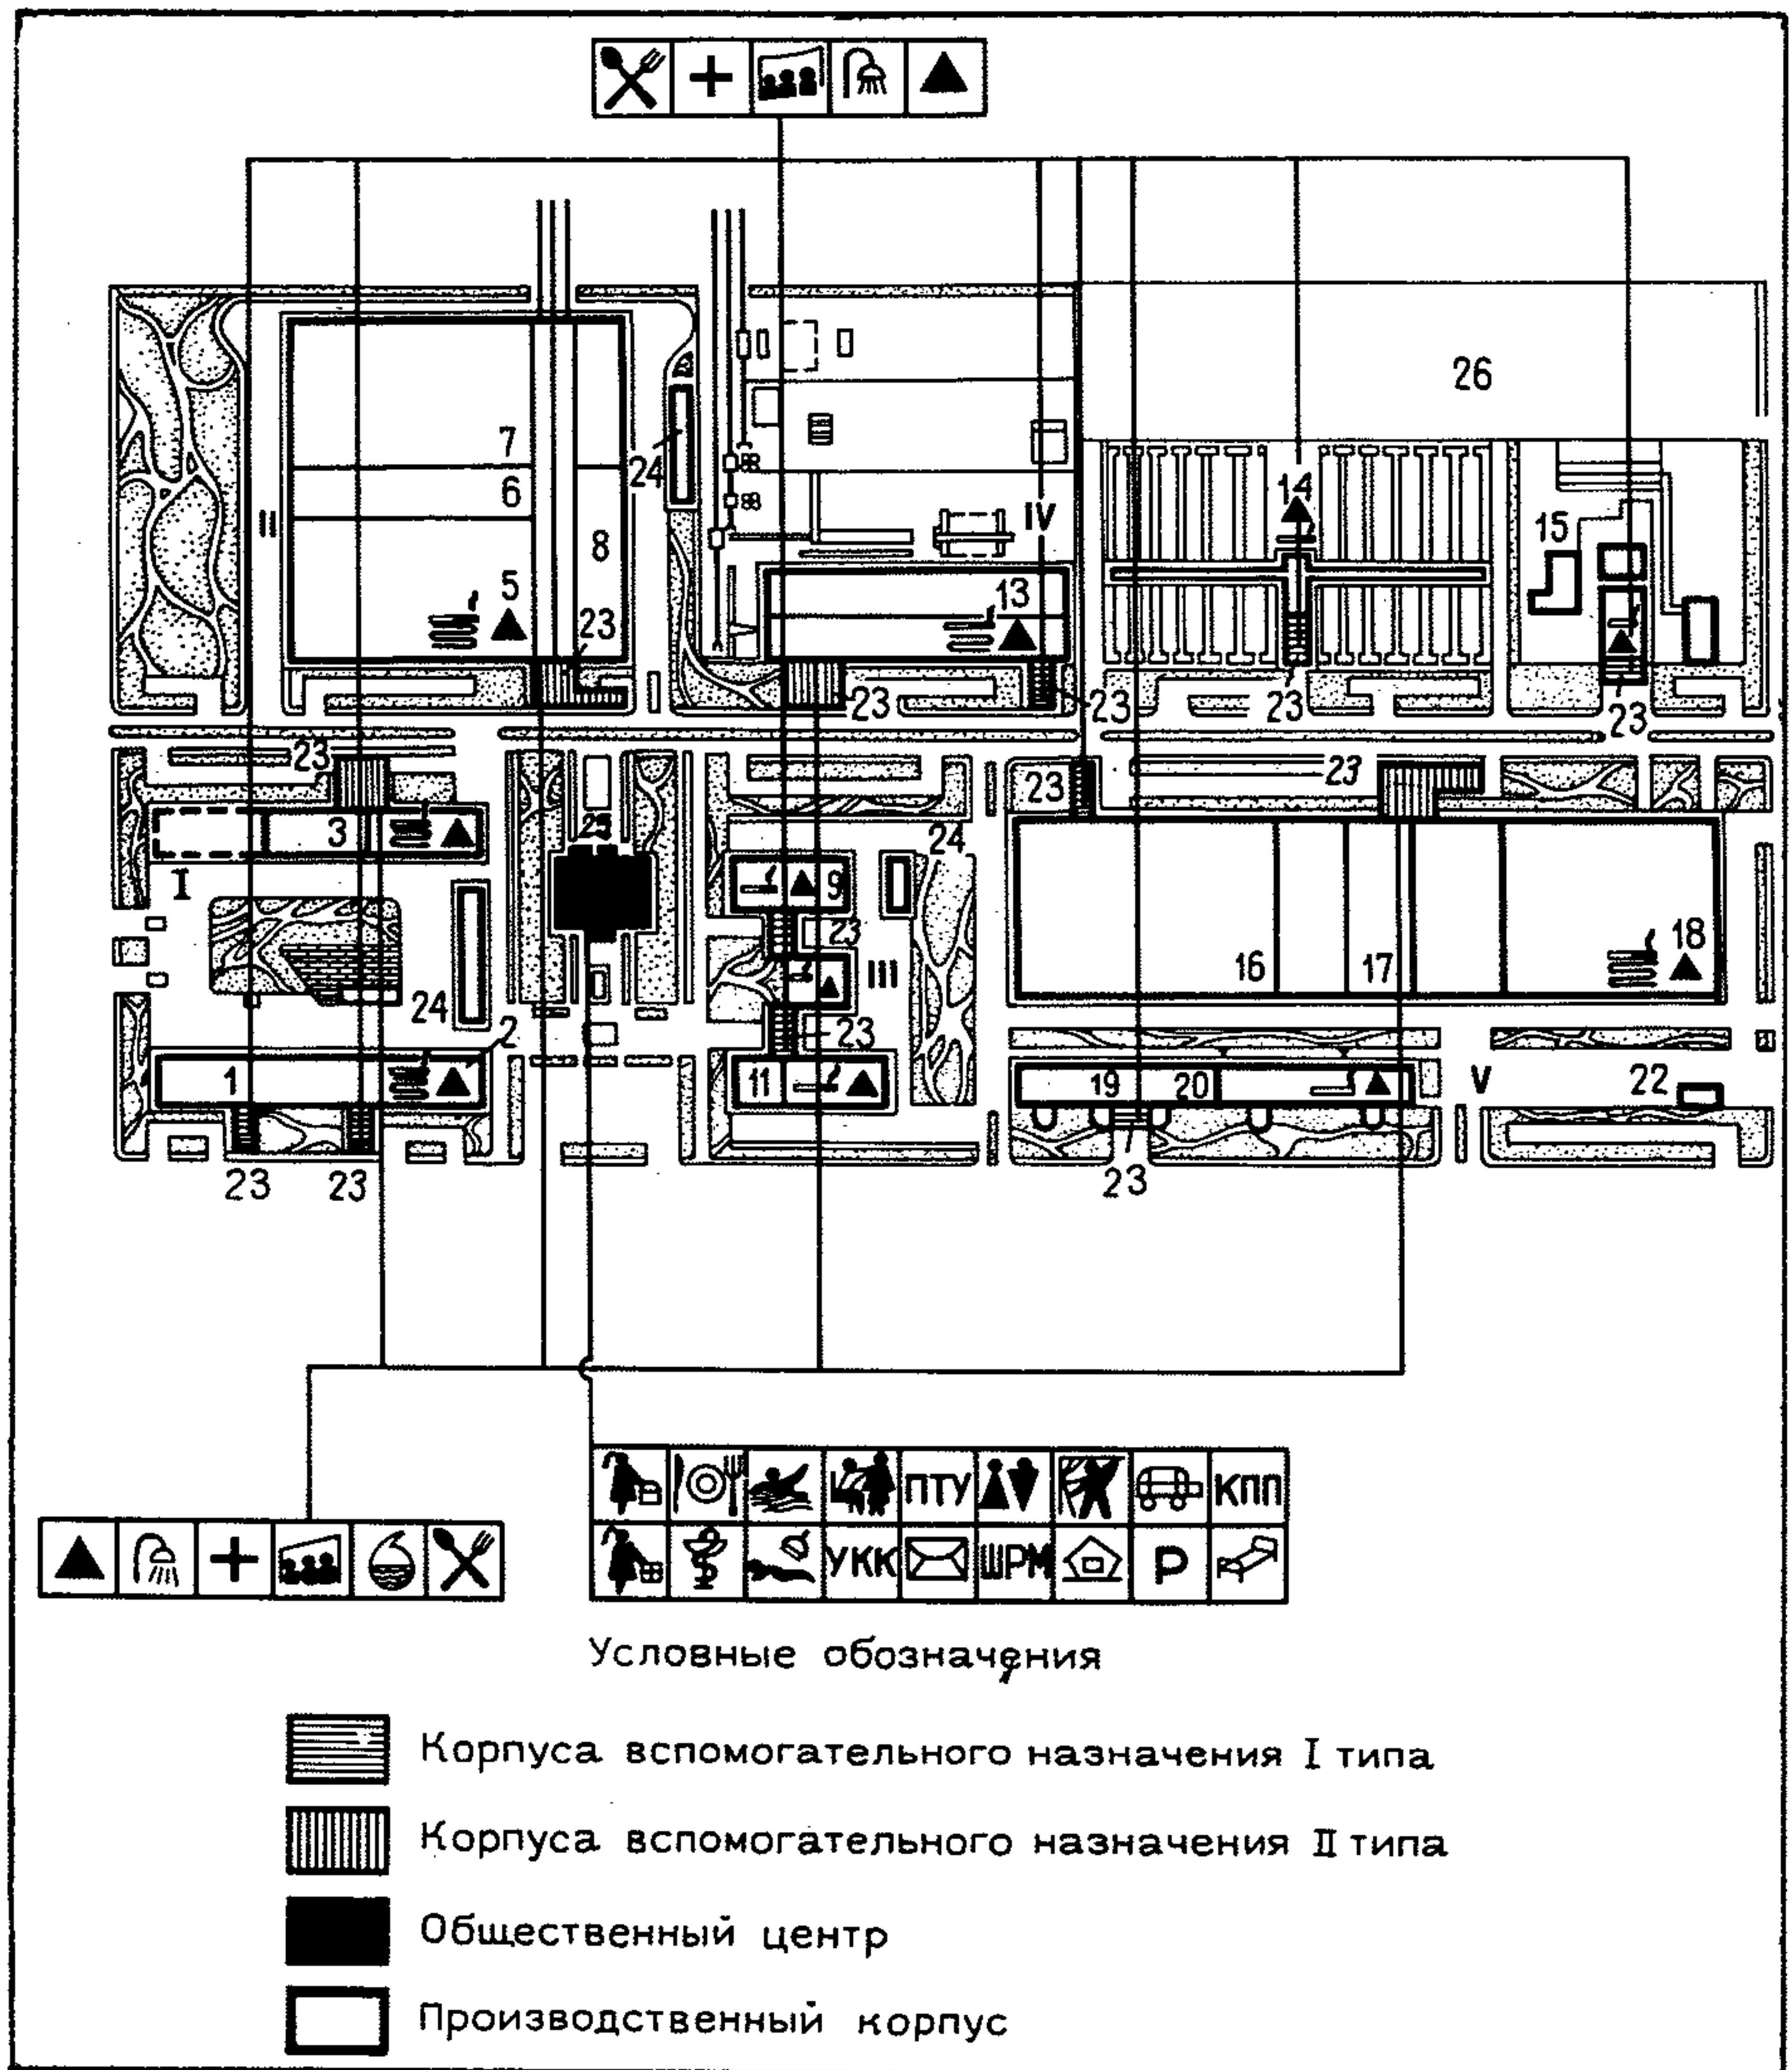 26
7
24
6
14
II
IV
15
8
5
13
23
23
23
23
23
23
23
23
3
25
24
I
9
23
III
18
16
17
24
23
2
1
11
19
20
V
22
23
23
23
ПТУ
КПП
УКК
ШРМ
Р
Условные обозначения
Корпуса вспомогательного назначения I типа
Корпуса вспомогательного назначения II типа
Общественный центр
Производственный корпус